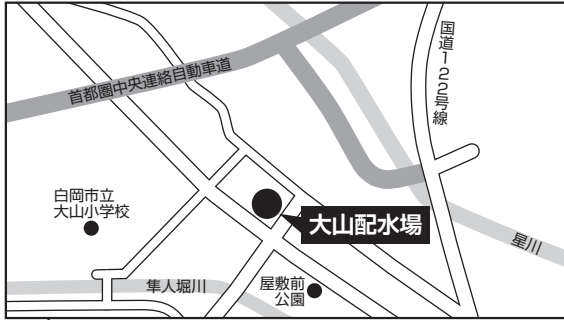 首都圏中央連絡自動車道
国道122号線
白岡市立
大山小学校
大山配水場
星川
隼人堀川
屋敷前
公園